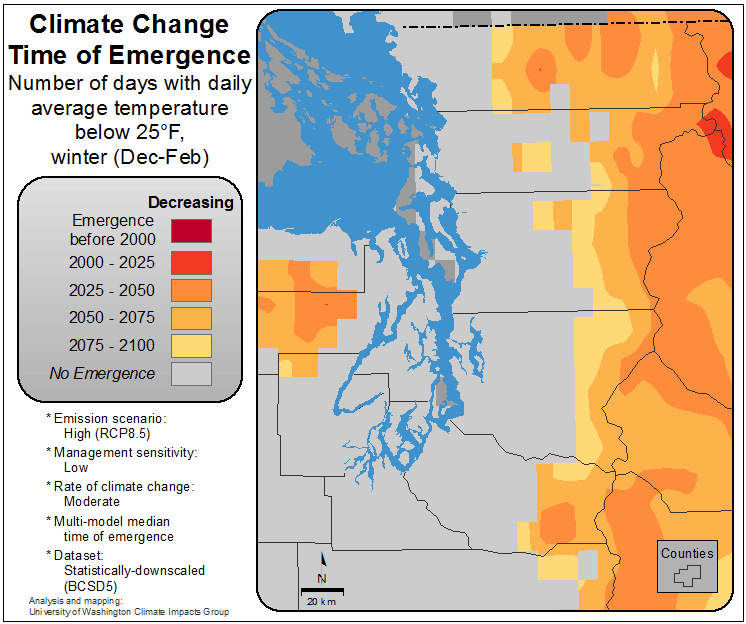 Climate Change
Time of Emergence
Number of days with daily
average temperature
below 25°F,
winter (Dec-Feb)
Decreasing
Emergence
before 2000
2000 - 2025
2025 - 2050
2050 - 2075
2075 - 2100
No Emergence
* Emission scenario:
High (RCP8.5)
* Management sensitivity:
Low
* Rate of climate change:
Moderate
* Multi-model median
time of emergence
* Dataset:
Statistically-downscaled
(BCSD5)
Analysis and mapping:
University of Washington Climate Impacts Group
N
20 km
Counties